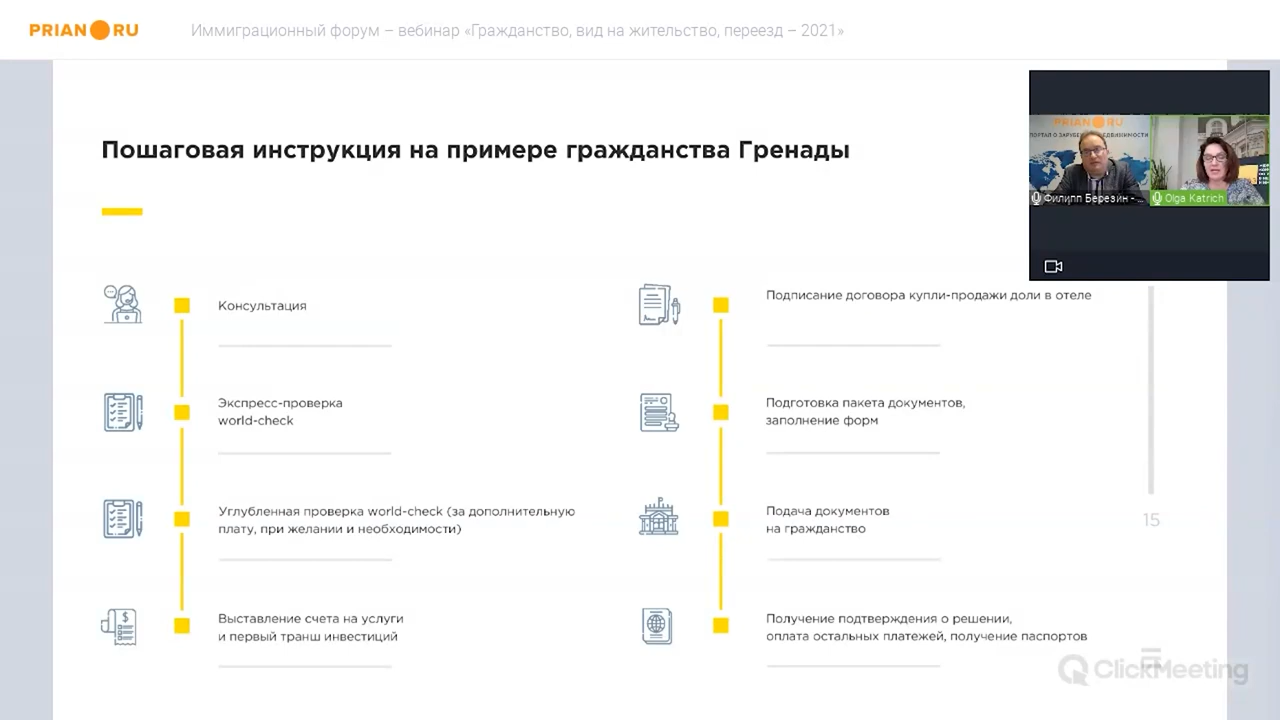 PRIAN RU
Иммиграционный форум – вебинар «Гражданство, вид на жительство, переезд – 2021»
PRIAN RU
Филипп Березин - ...
Olga Katrich
Пошаговая инструкция на примере гражданства Гренады
Консультация
Экспресс-проверка
world-check
Углубленная проверка world-check (за дополнительную
плату, при желании и необходимости)
Выставление счета на услуги
и первый транш инвестиций
Подписание договора купли-продажи доли в отеле
Подготовка пакета документов,
заполнение форм
Подача документов
на гражданство
Получение подтверждения о решении,
оплата остальных платежей, получение паспортов
15
ClickMeeting